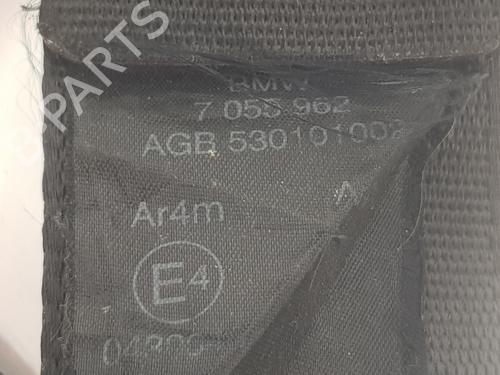 B-PARTS
BMW
7 055 962
AGB 530101002
Ar4m A
E4